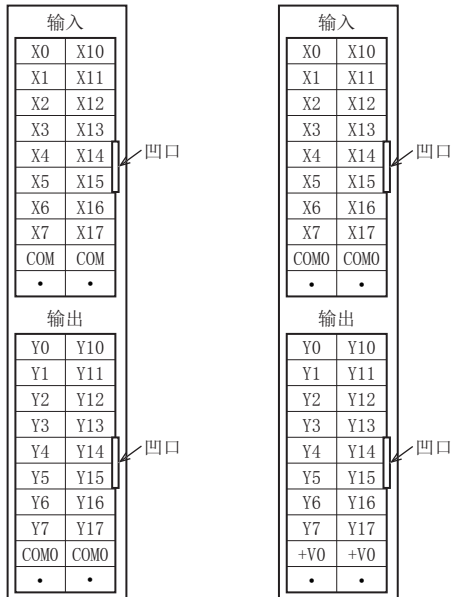 输入
X0 X10
X1 X11
X2 X12
X3 X13
X4 X14
X5 X15
X6 X16
X7 X17
COM COM
• •
凹口
输出
Y0 Y10
Y1 Y11
Y2 Y12
Y3 Y13
Y4 Y14
Y5 Y15
Y6 Y16
Y7 Y17
COM0 COM0
• •
凹口
输入
X0 X10
X1 X11
X2 X12
X3 X13
X4 X14
X5 X15
X6 X16
X7 X17
COM0 COM0
• •
凹口
输出
Y0 Y10
Y1 Y11
Y2 Y12
Y3 Y13
Y4 Y14
Y5 Y15
Y6 Y16
Y7 Y17
+V0 +V0
• •
凹口